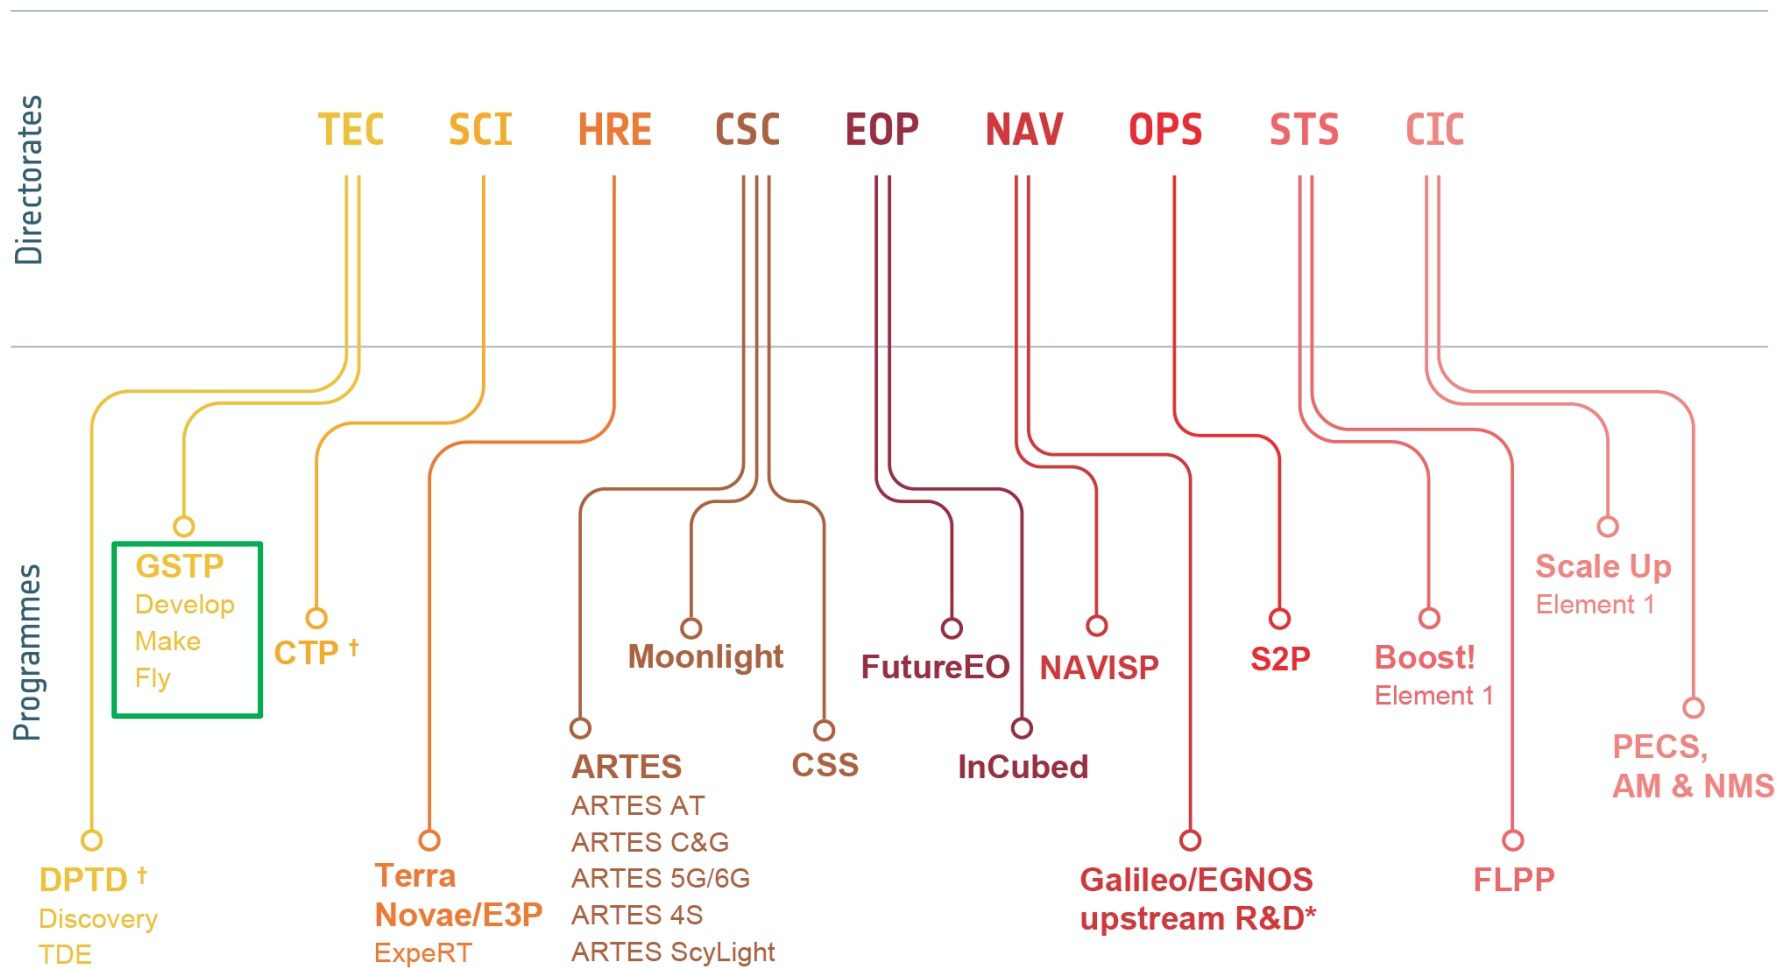 Directorates
TEC
SCI
HRE
CSC
EOP
NAV
OPS
STS
CIC
Programmes
GSTP
Develop
Make
Fly
DPTD †
Discovery
TDE
CTP †
Terra
Novae/E3P
ExpeRT
ARTES
ARTES AT
ARTES C&G
ARTES 5G/6G
ARTES 4S
ARTES ScyLight
Moonlight
CSS
FutureEO
InCubed
NAVISP
Galileo/EGNOS
upstream R&D*
S2P
Boost!
Element 1
FLPP
Scale Up
Element 1
PECS,
AM & NMS